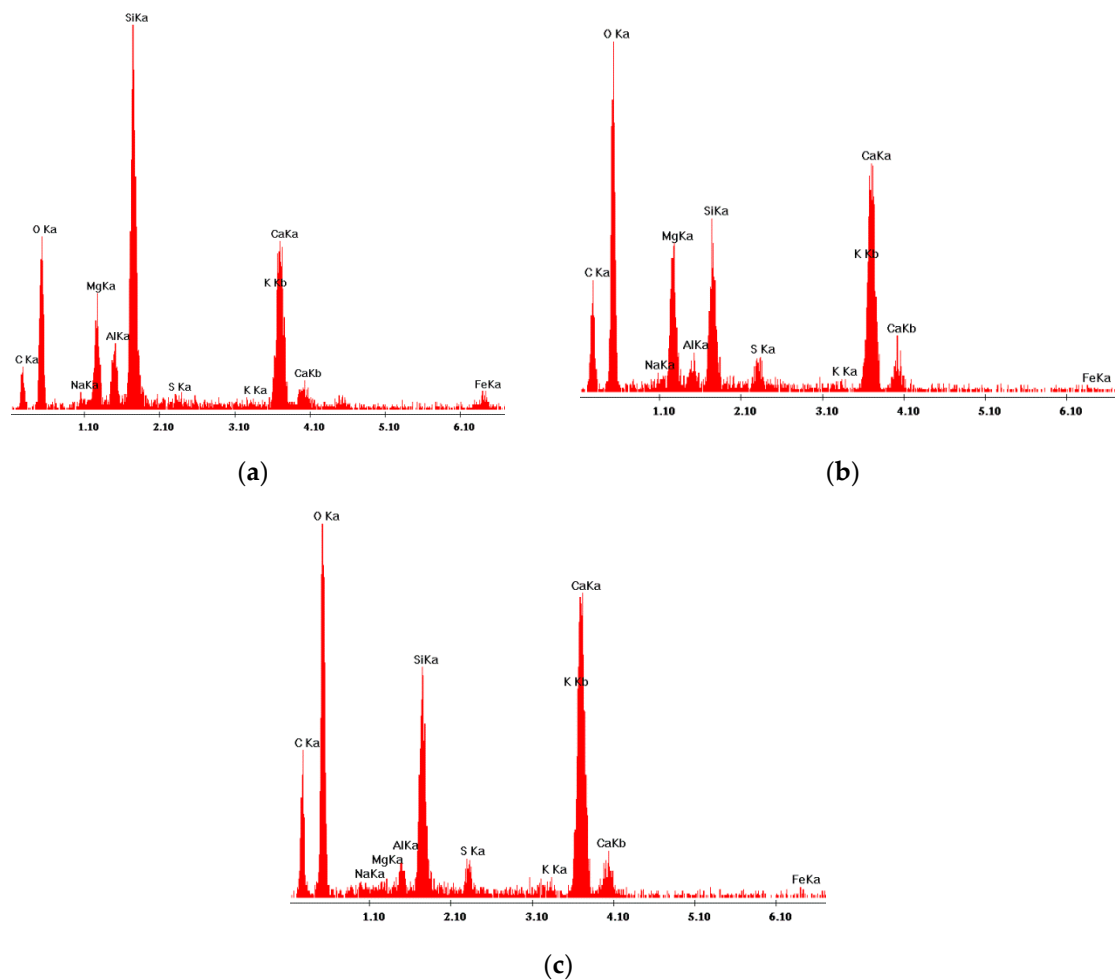 SiKa
O Ka
CaKa
MgKa
K Kb
AlKa
C Ka
CaKb
NaKa
S Ka
K Ka
FeKa
1.10 2.10 3.10 4.10 5.10 6.10
(a)
O Ka
CaKa
SiKa
MgKa
K Kb
C Ka
CaKb
AlKa
S Ka
NaKa
K Ka
FeKa
1.10 2.10 3.10 4.10 5.10 6.10
(b)
O Ka
CaKa
SiKa
K Kb
C Ka
CaKb
AlKa
S Ka
MgKa
K Ka
NaKa
FeKa
1.10 2.10 3.10 4.10 5.10 6.10
(c)